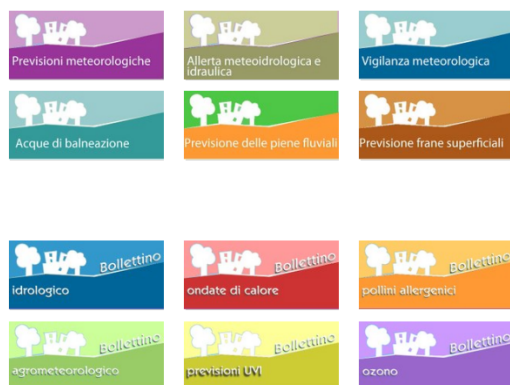 Previsioni meteorologiche
Allerta meteoidrologica e
idraulica
Vigilanza meteorologica
Acque di balneazione
Previsione delle piene fluviali
Previsione frane superficiali
Bollettino
idrologico
Bollettino
ondate di calore
Bollettino
pollini allergenici
Bollettino
agrometeorologico
Bollettino
previsioni UVI
Bollettino
ozono